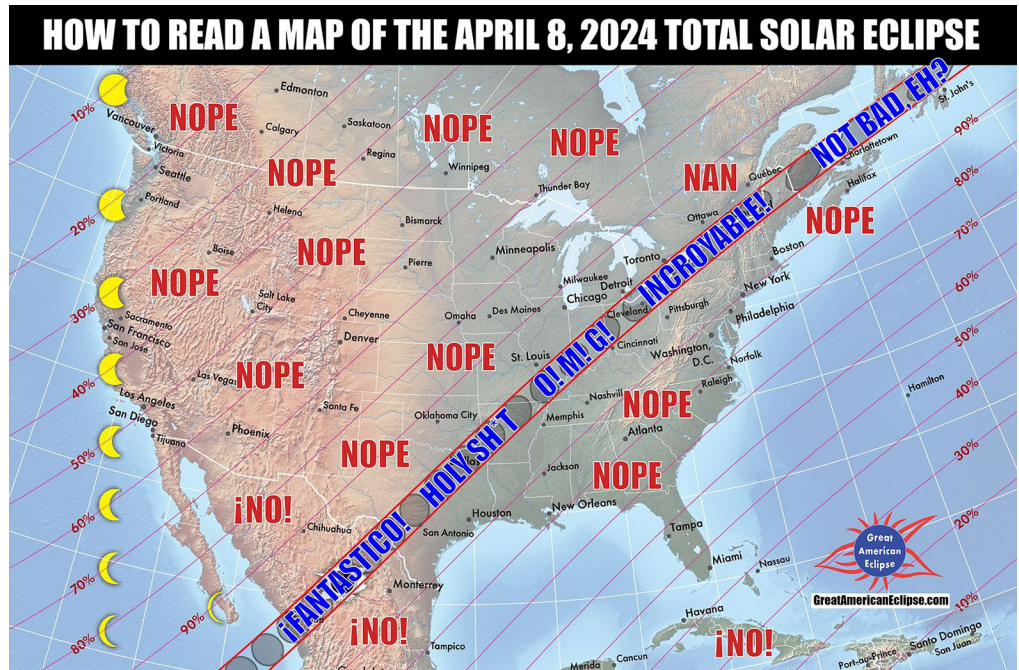 HOW TO READ A MAP OF THE APRIL 8, 2024 TOTAL SOLAR ECLIPSE
NOT BAD, EH?
St. John's
10%
Edmonton
90%
Vancouver
NOPE
Calgary
Saskatoon
NOPE
NOPE
Charlottetown
Victoria
Regina
Winnipeg
80%
Seattle
NOPE
Thunder Bay
NAN
Québec
Halifax
Portland
Helena
Bismarck
Ottawa
NOPE
20%
INCROYABLE!
70%
Boise
NOPE
Pierre
Minneapolis
Toronto
Boston
NOPE
Milwaukee
Detroit
New York
60%
Salt Lake
City
Chicago
30%
Sacramento
Cheyenne
Omaha
Des Moines
Cleveland
Pittsburgh
Philadelphia
San Francisco
San Jose
Denver
O! M! G!
Cincinnati
Washington,
D.C.
50%
NOPE
St. Louis
Norfolk
40%
Las Vegas
NOPE
Raleigh
Hamilton
40%
Los Angeles
Santa Fe
Oklahoma City
HOLY SH*T
Nashville
NOPE
San Diego
Memphis
Tijuana
Phoenix
Atlanta
50%
NOPE
Jackson
NOPE
30%
¡NO!
Houston
New Orleans
60%
Chihuahua
San Antonio
Tampa
20%
Great
American
Eclipse
70%
¡FANTASTICO!
Monterrey
Miami
Nassau
GreatAmericanEclipse.com
10%
90%
80%
¡NO!
Tampico
Havana
¡NO!
Santo Domingo
San Juan
Merida
Cancun
Port-au-Prince